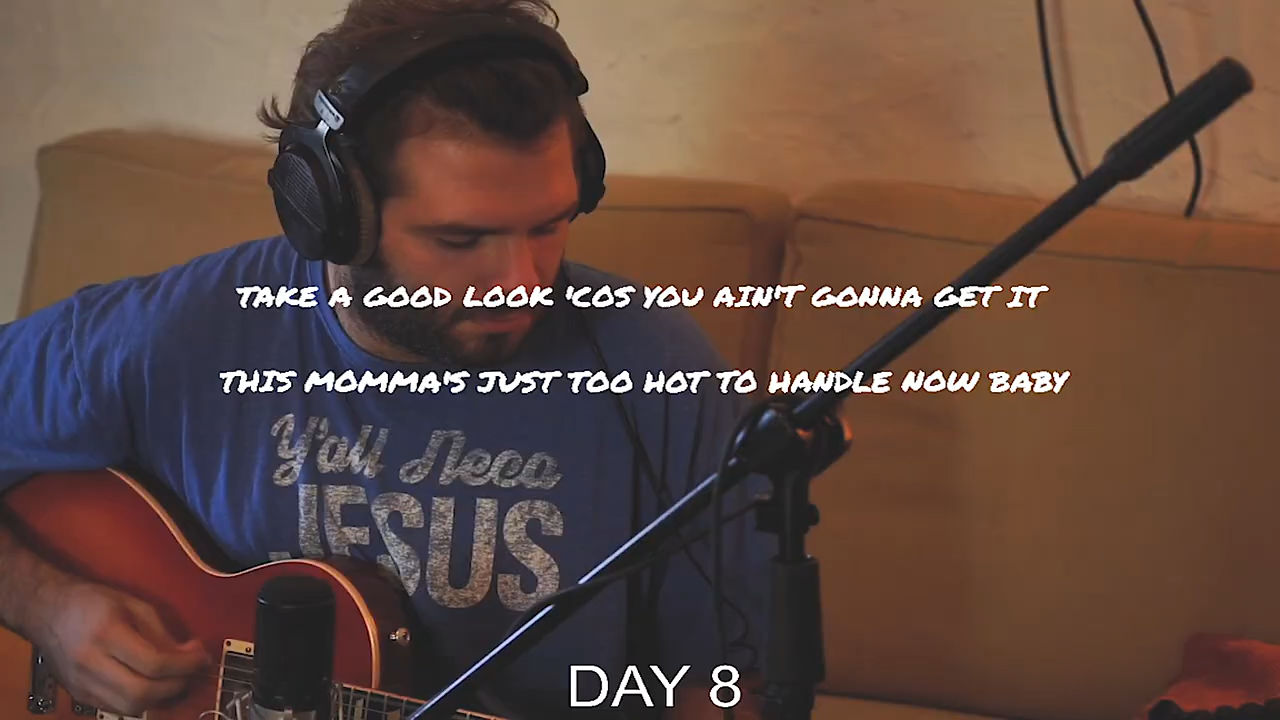 TAKE A GOOD LOOK 'COS YOU AIN'T GONNA GET IT
THIS MOMMA'S JUST TOO HOT TO HANDLE NOW BABY
Y'all Need
JESUS
DAY 8